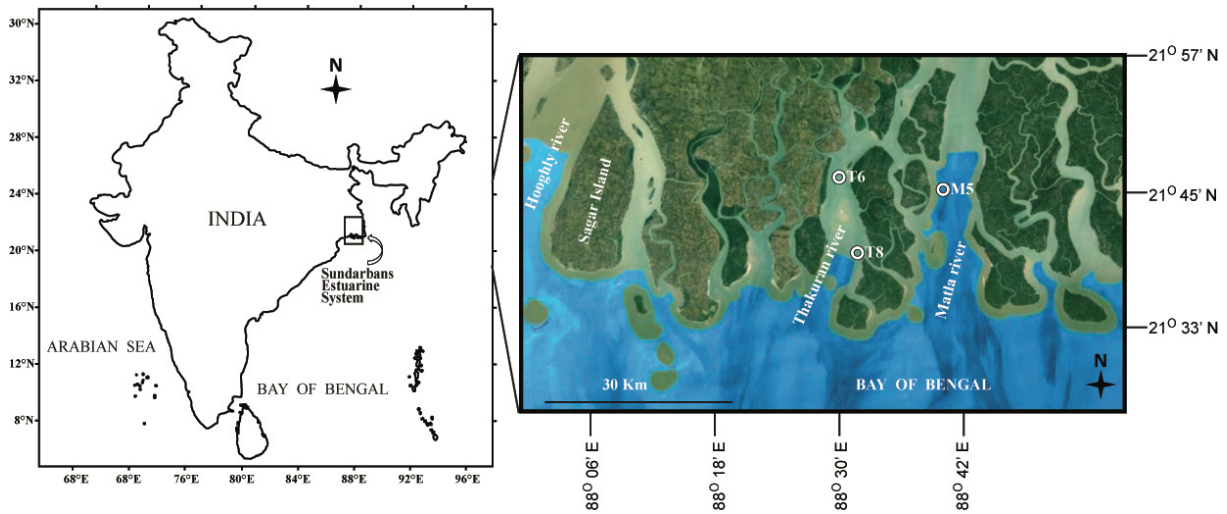 30°N
32°N
28°N
24°N
20°N
16°N
12°N
8°N
68°E
68°E
80°E
84°E
88°E
92°E
96°E
N
INDIA
Sundarbans
Estuarine
System
ARABIAN SEA
BAY OF BENGAL
Hooghly river
Sagar Island
T6
M5
T8
Thakuran river
Matla river
30 Km
BAY OF BENGAL
N
21° 57' N
21° 45' N
21° 33' N
88° 06' E
88° 18' E
88° 30' E
88° 42' E